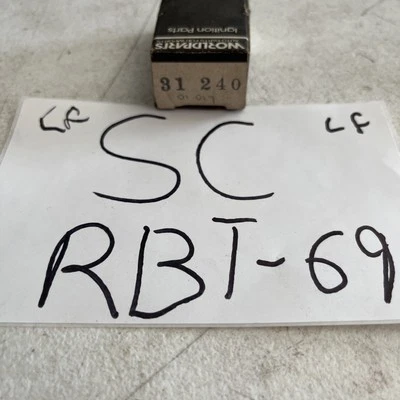 Ignition Parts
WORLDPARTS
31 240
LF SC LF
RBT-69